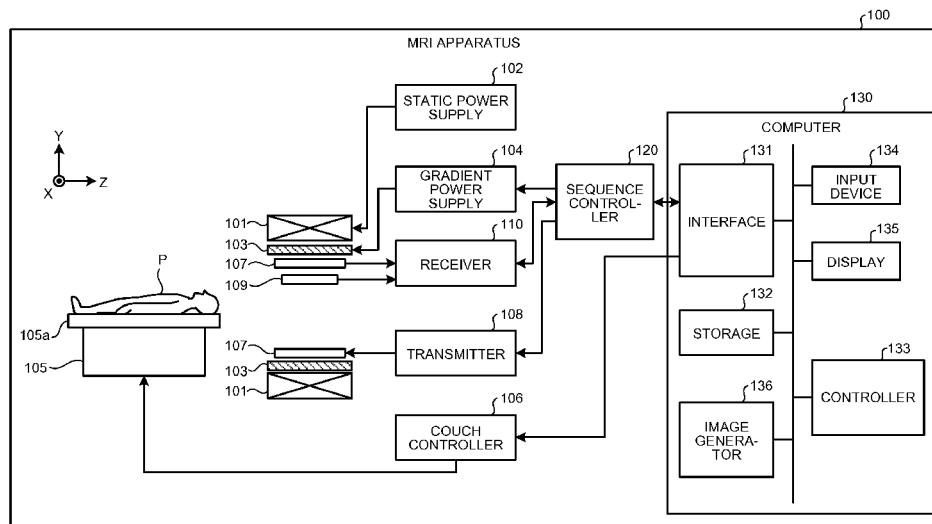 100
MRI APPARATUS
102
STATIC POWER
SUPPLY
130
COMPUTER
Y
X
Z
104
GRADIENT
POWER
SUPPLY
120
SEQUENCE
CONTROL-
LER
131
INTERFACE
134
INPUT
DEVICE
101
103
107
109
110
RECEIVER
135
DISPLAY
P
105a
105
132
STORAGE
108
TRANSMITTER
107
103
101
133
CONTROLLER
106
COUCH
CONTROLLER
136
IMAGE
GENERA-
TOR